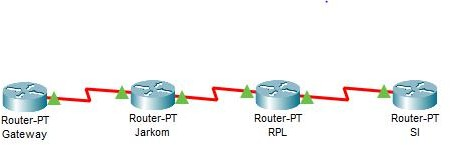 Router-PT
Gateway
Router-PT
Jarkom
Router-PT
RPL
Router-PT
SI